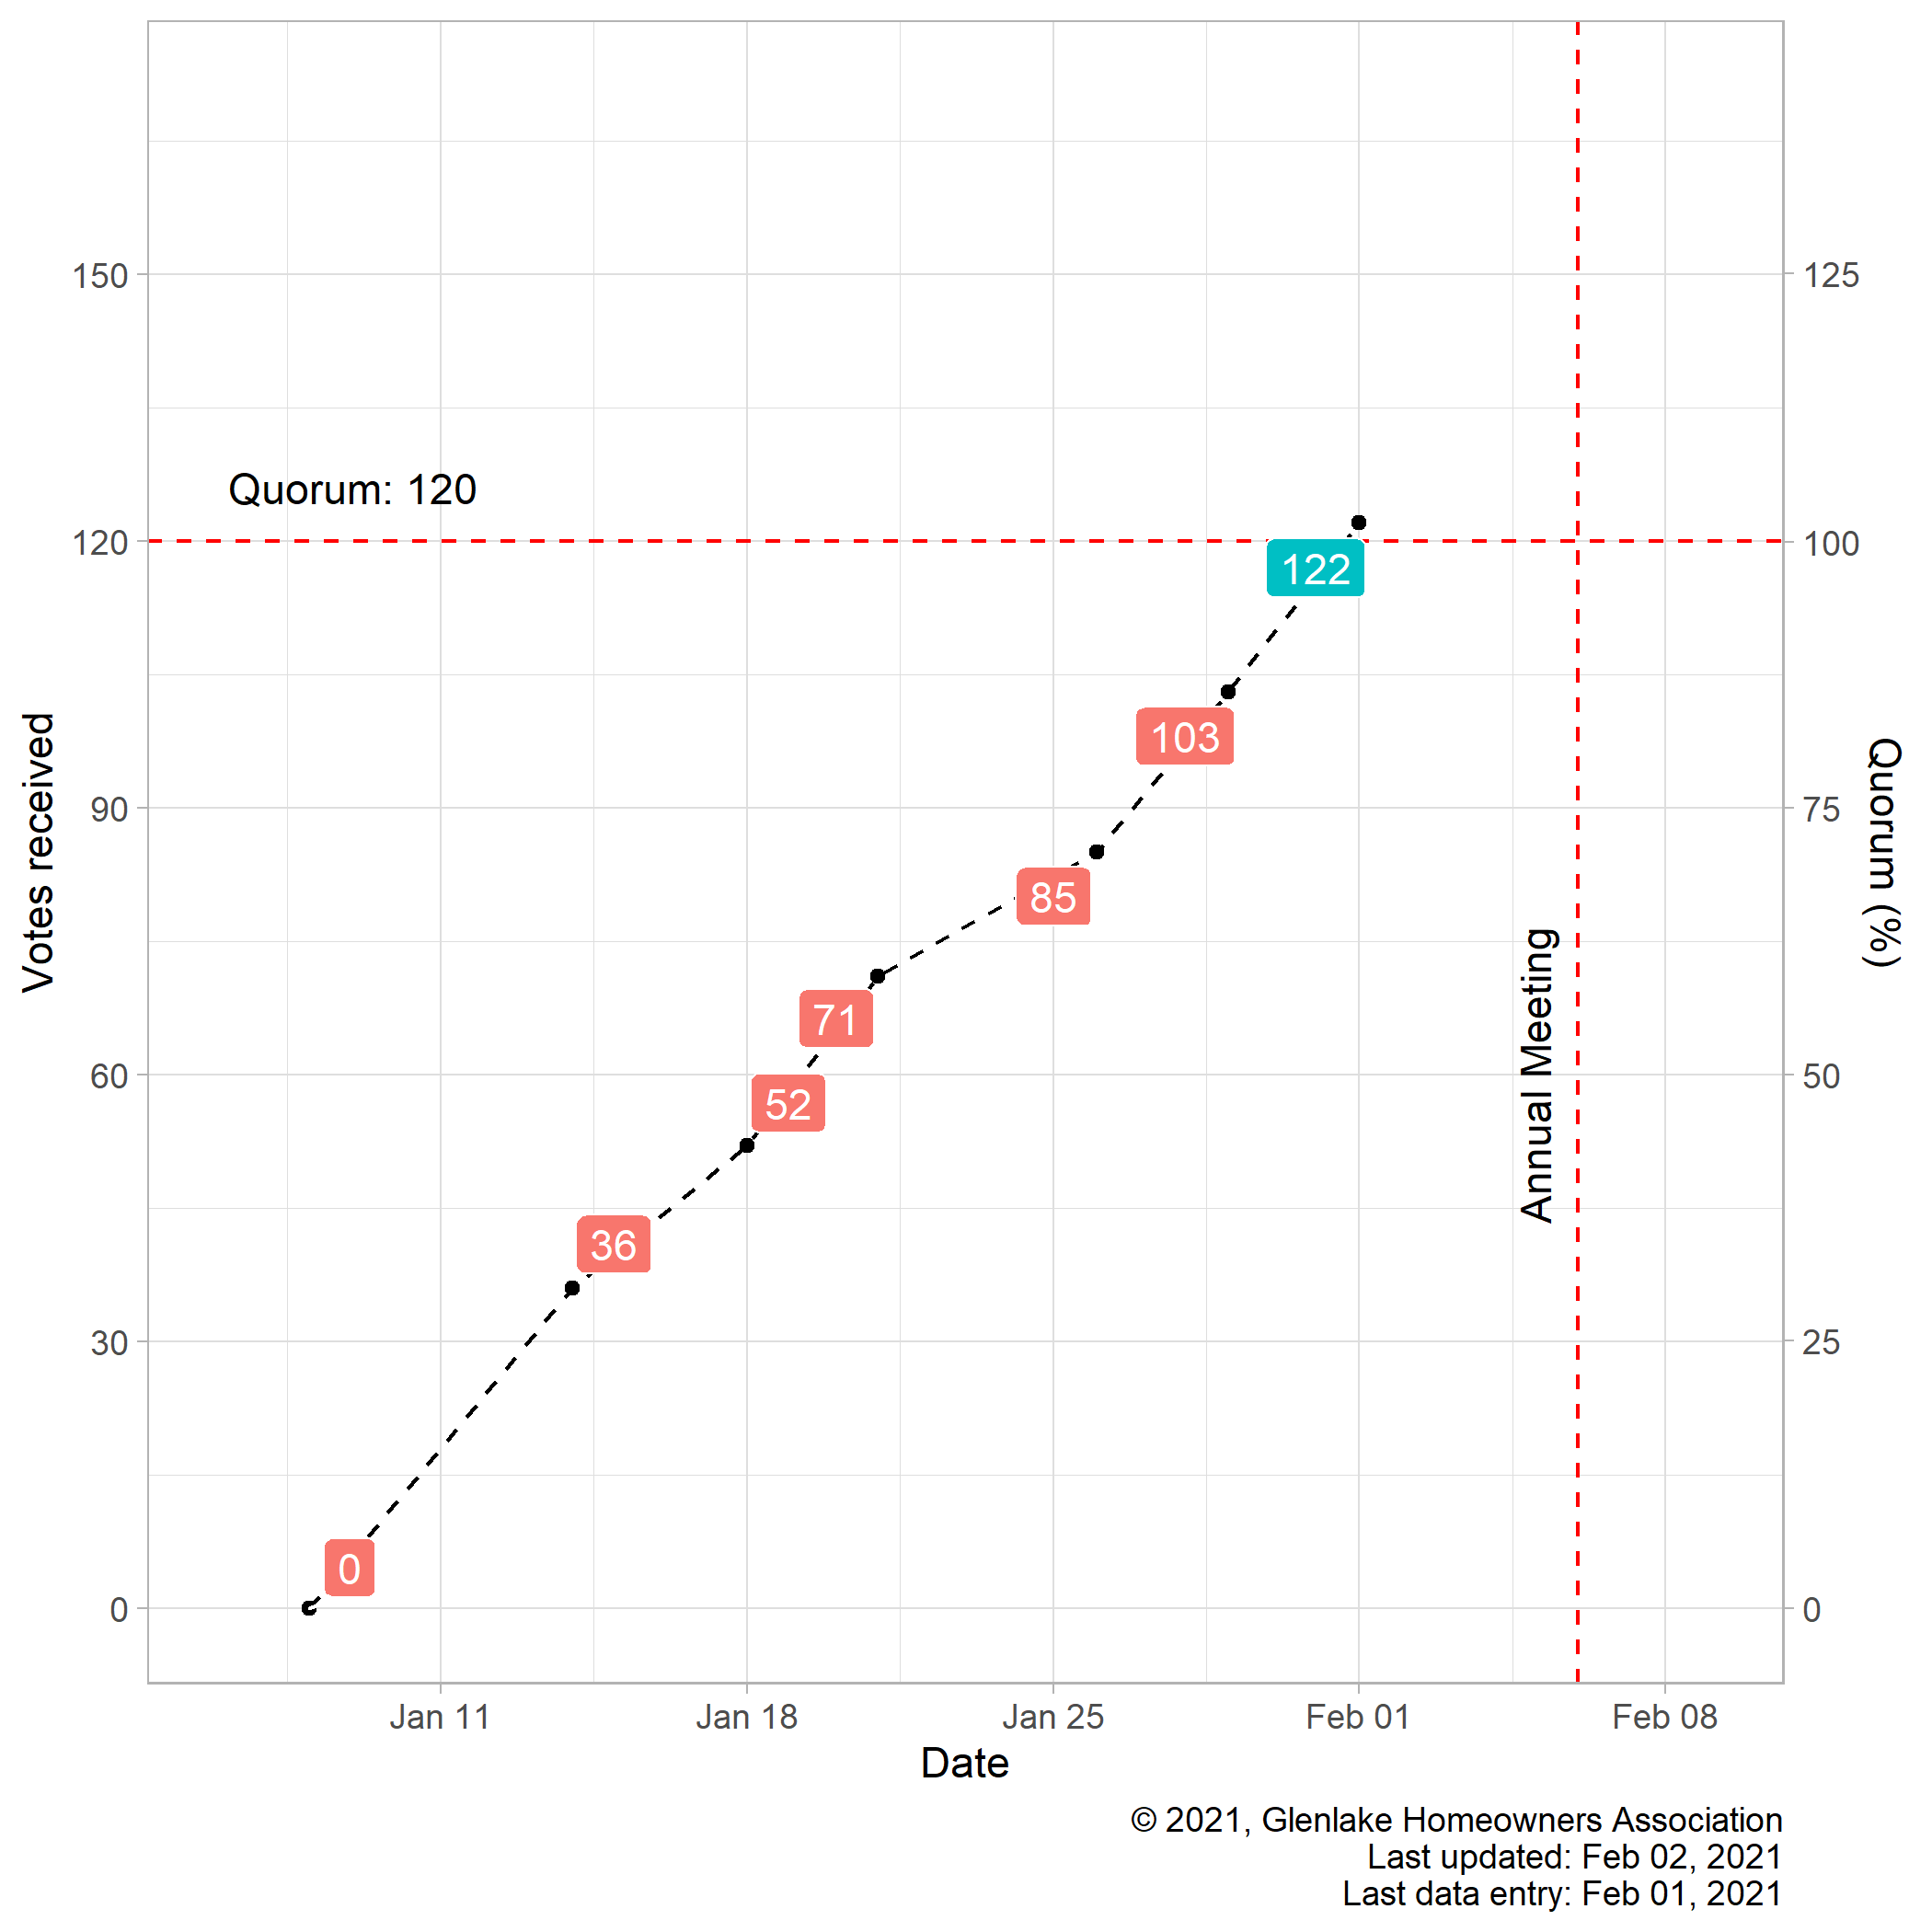 150
125
Quorum: 120
120
100
122
103
90
75
85
71
60
50
52
36
30
25
0
0
0
Votes received
Quorum (%)
Annual Meeting
Jan 11
Jan 18
Jan 25
Feb 01
Feb 08
Date
© 2021, Glenlake Homeowners Association
Last updated: Feb 02, 2021
Last data entry: Feb 01, 2021